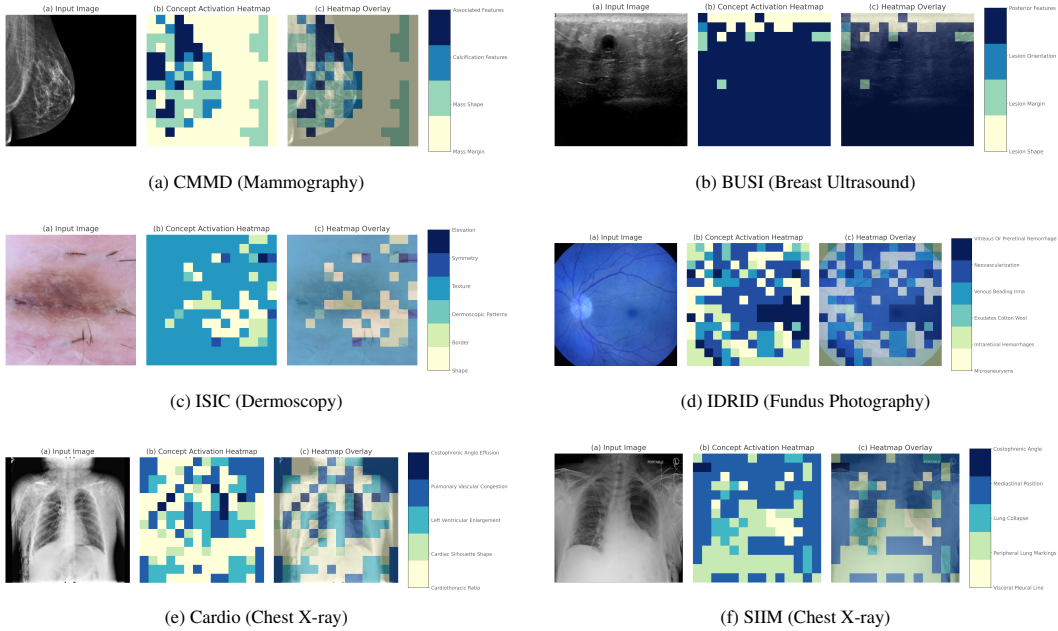 (a) Input Image (b) Concept Activation Heatmap (c) Heatmap Overlay
Associated Features
Calcification Features
Mass Shape
Mass Margin
(a) CMMD (Mammography)
(a) Input Image (b) Concept Activation Heatmap (c) Heatmap Overlay
Posterior Features
Lesion Orientation
Lesion Margin
Lesion Shape
(b) BUSI (Breast Ultrasound)
(a) Input Image (b) Concept Activation Heatmap (c) Heatmap Overlay
Elevation
Symmetry
Texture
Dermoscopic Patterns
Border
Shape
(c) ISIC (Dermoscopy)
(a) Input Image (b) Concept Activation Heatmap (c) Heatmap Overlay
Vitreous Or Preretinal Hemorrhage
Neovascularization
Venous Beading Irma
Exudates Cotton Wool
Intraretinal Hemorrhages
Microaneurysms
(d) IDRID (Fundus Photography)
(a) Input Image (b) Concept Activation Heatmap (c) Heatmap Overlay
Costophrenic Angle Effusion
Pulmonary Vascular Congestion
Left Ventricular Enlargement
Cardiac Silhouette Shape
Cardiothoracic Ratio
(e) Cardio (Chest X-ray)
(a) Input Image (b) Concept Activation Heatmap (c) Heatmap Overlay
PORTABLE L
Costophrenic Angle
Mediastinal Position
Lung Collapse
Peripheral Lung Markings
Visceral Pleural Line
(f) SIIM (Chest X-ray)